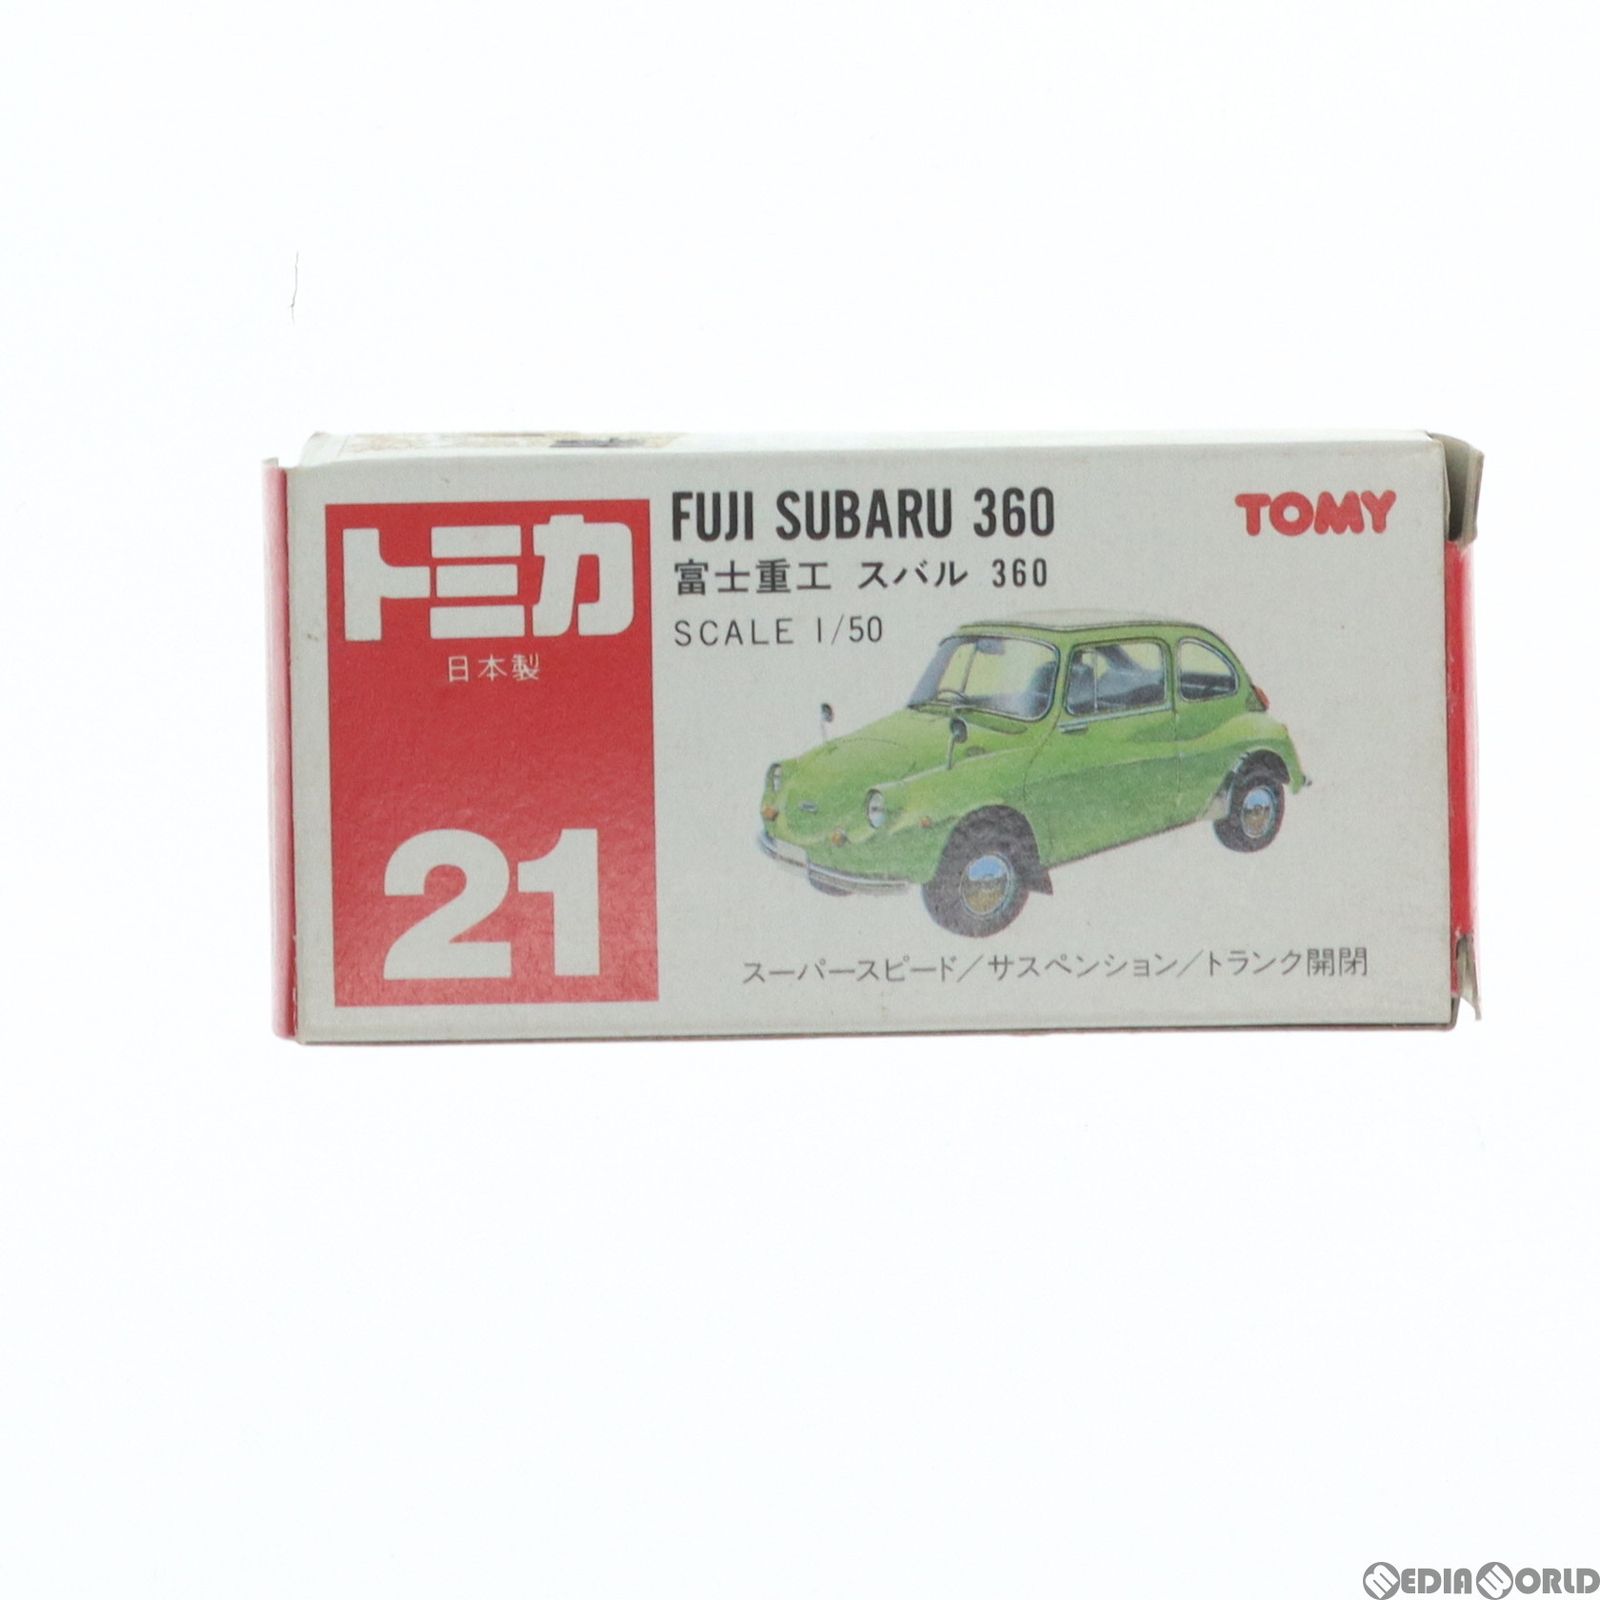 トミカ
日本製
21
FUJI SUBARU 360
富士重工 スバル 360
SCALE 1/50
TOMY
スーパースピード/サスペンション/トランク開閉
MEDIAWORLD